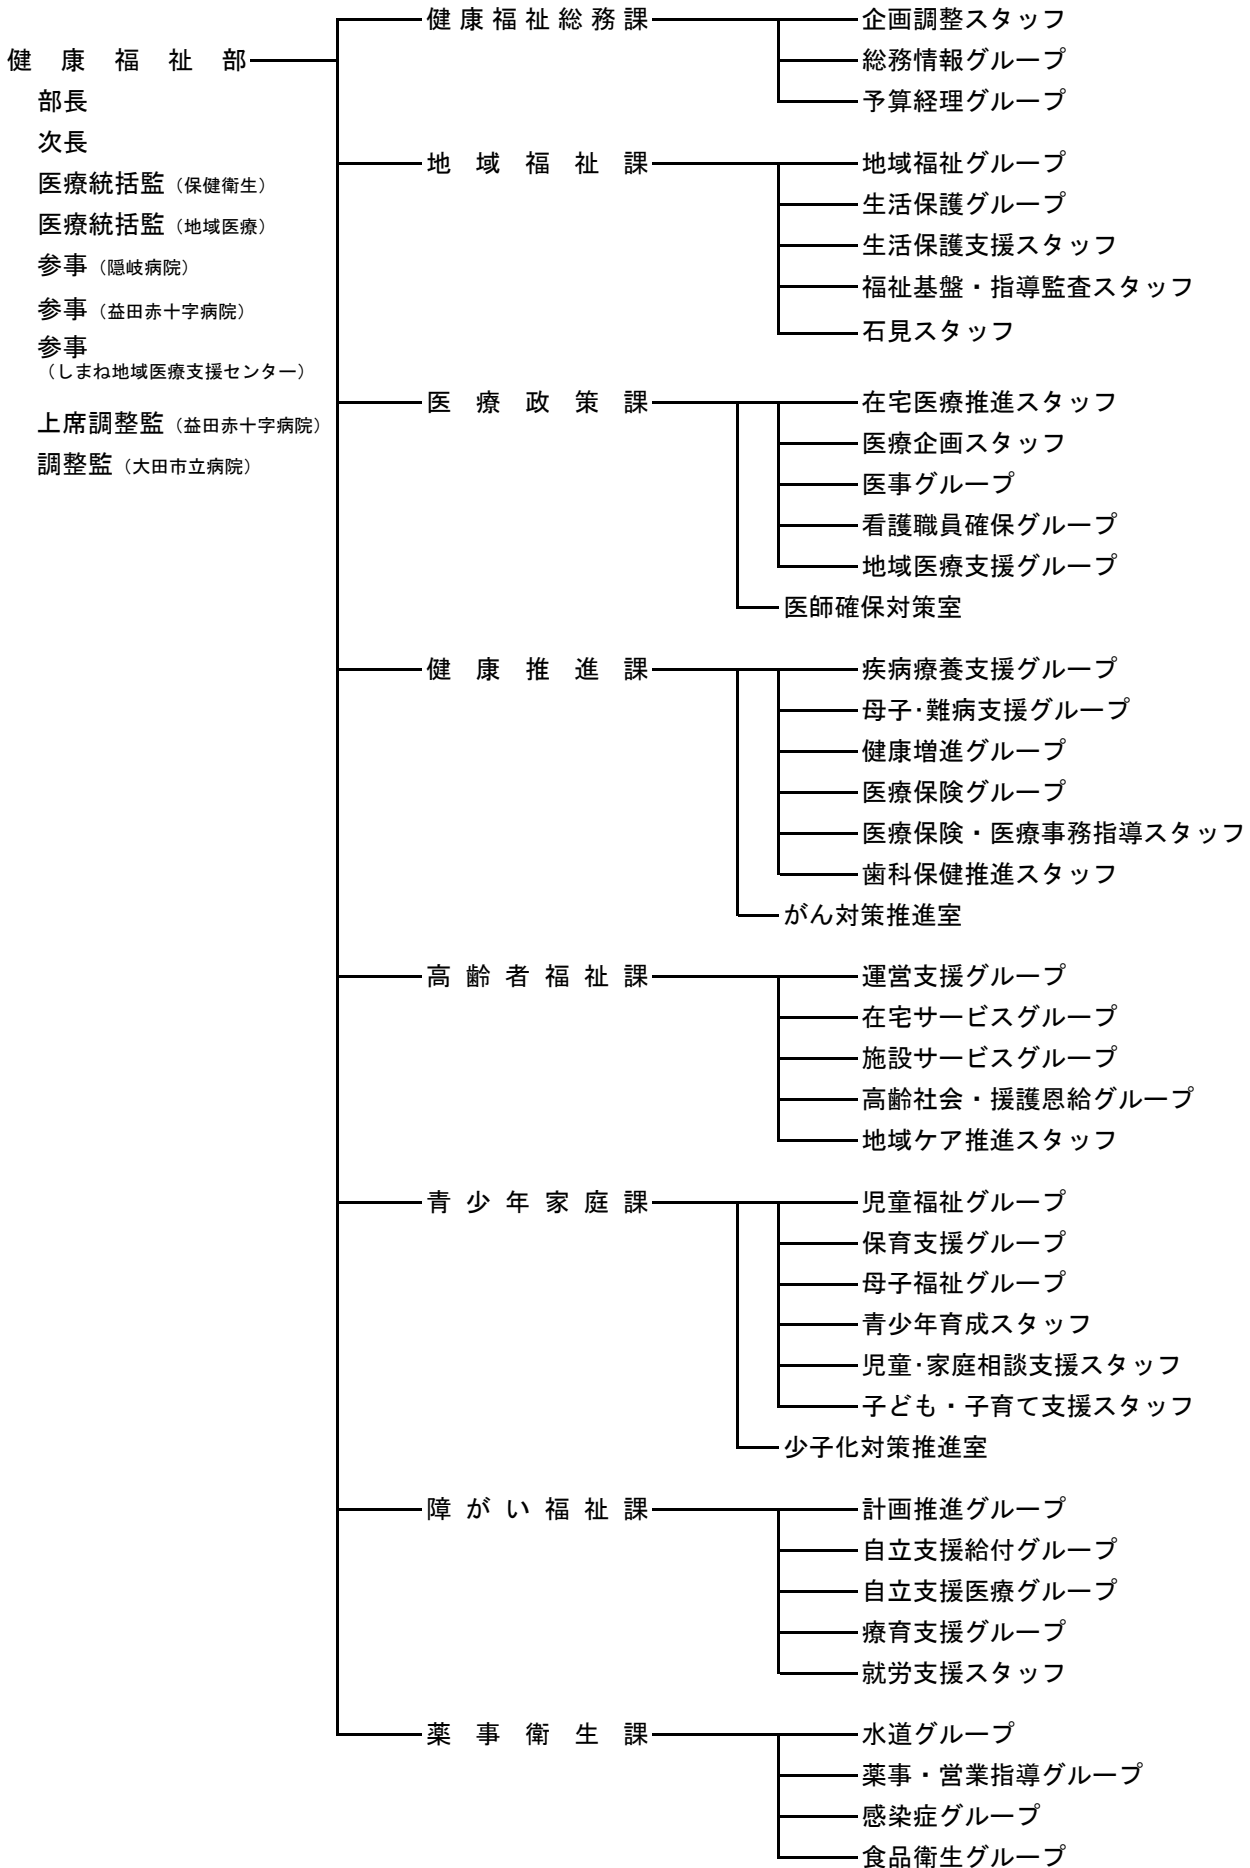 健康福祉部
部長
次長
医療統括監（保健衛生）
医療統括監（地域医療）
参事（隠岐病院）
参事（益田赤十字病院）
参事
（しまね地域医療支援センター）
上席調整監（益田赤十字病院）
調整監（大田市立病院）
健康福祉総務課
企画調整スタッフ
総務情報グループ
予算経理グループ
地域福祉課
地域福祉グループ
生活保護グループ
生活保護支援スタッフ
福祉基盤・指導監査スタッフ
石見スタッフ
医療政策課
在宅医療推進スタッフ
医療企画スタッフ
医事グループ
看護職員確保グループ
地域医療支援グループ
医師確保対策室
健康推進課
疾病療養支援グループ
母子･難病支援グループ
健康増進グループ
医療保険グループ
医療保険・医療事務指導スタッフ
歯科保健推進スタッフ
がん対策推進室
高齢者福祉課
運営支援グループ
在宅サービスグループ
施設サービスグループ
高齢社会・援護恩給グループ
地域ケア推進スタッフ
青少年家庭課
児童福祉グループ
保育支援グループ
母子福祉グループ
青少年育成スタッフ
児童･家庭相談支援スタッフ
子ども・子育て支援スタッフ
少子化対策推進室
障がい福祉課
計画推進グループ
自立支援給付グループ
自立支援医療グループ
療育支援グループ
就労支援スタッフ
薬事衛生課
水道グループ
薬事・営業指導グループ
感染症グループ
食品衛生グループ